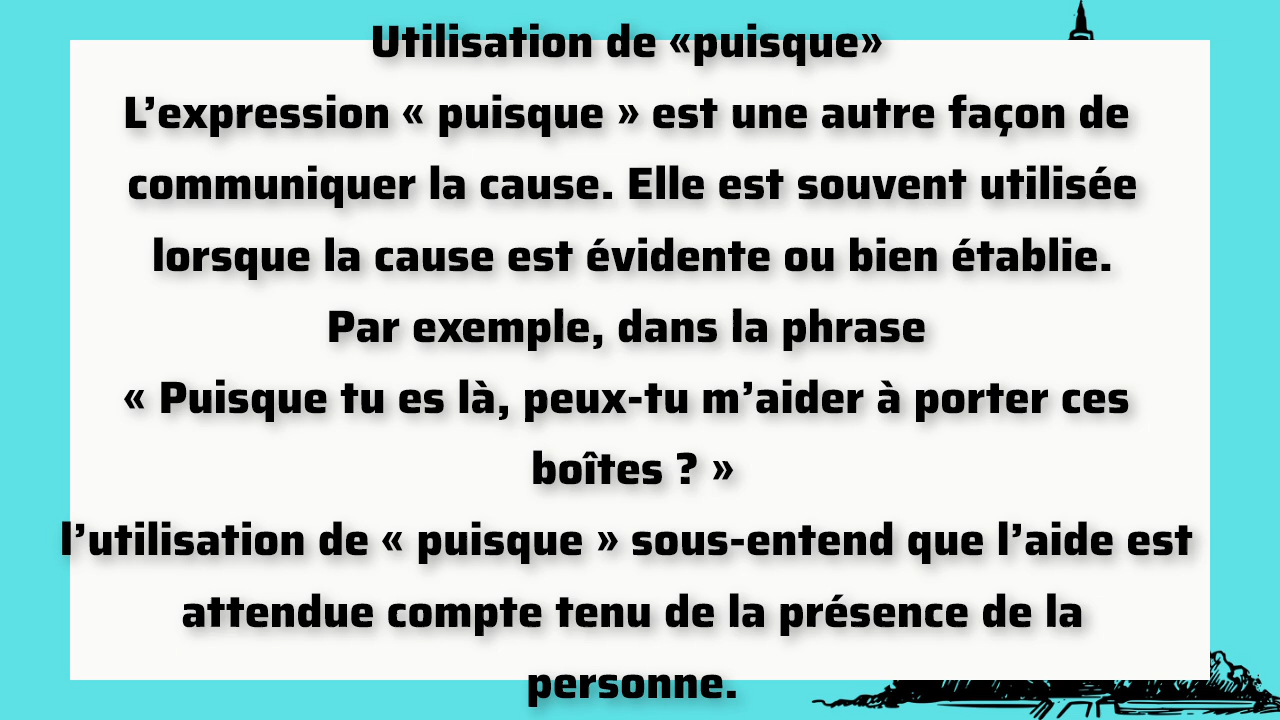 Utilisation de «puisque»
L’expression « puisque » est une autre façon de
communiquer la cause. Elle est souvent utilisée
lorsque la cause est évidente ou bien établie.
Par exemple, dans la phrase
« Puisque tu es là, peux-tu m’aider à porter ces
boîtes ? »
l’utilisation de « puisque » sous-entend que l’aide est
attendue compte tenu de la présence de la
personne.